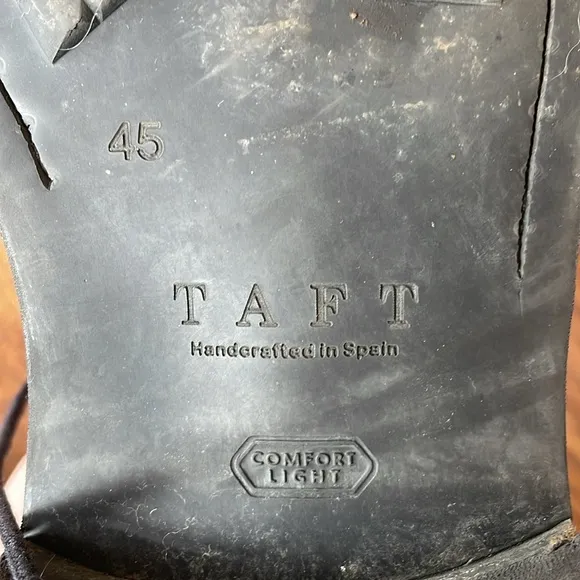 45
TAFT
Handcrafted in Spain
COMFORT
LIGHT